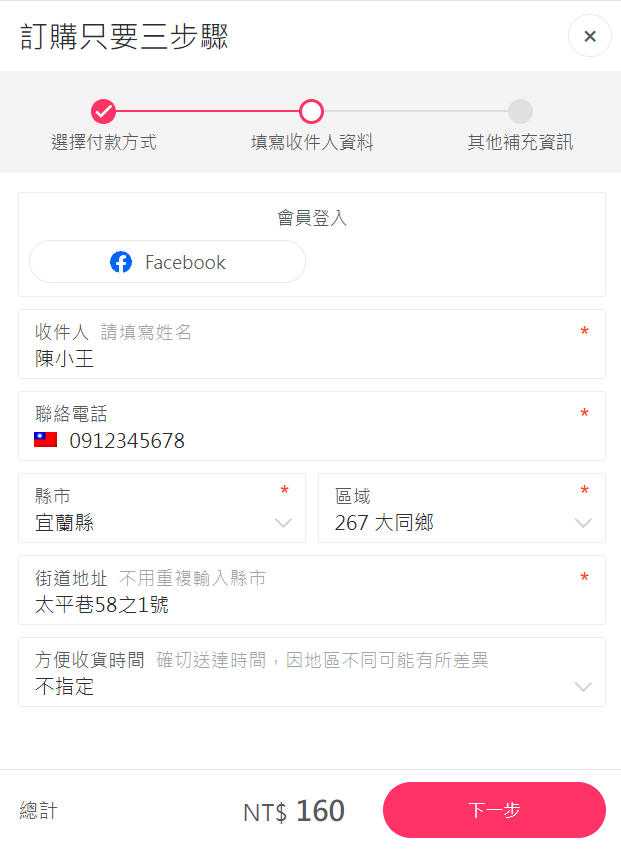 訂購只要三步驟
選擇付款方式
填寫收件人資料
其他補充資訊
會員登入
Facebook
收件人 請填寫姓名 *
陳小王
聯絡電話 *
0912345678
縣市 *
宜蘭縣
區域 *
267 大同鄉
街道地址 不用重複輸入縣市 *
太平巷58之1號
方便收貨時間 確切送達時間，因地區不同可能有所差異
不指定
總計 NT$ 160 下一步